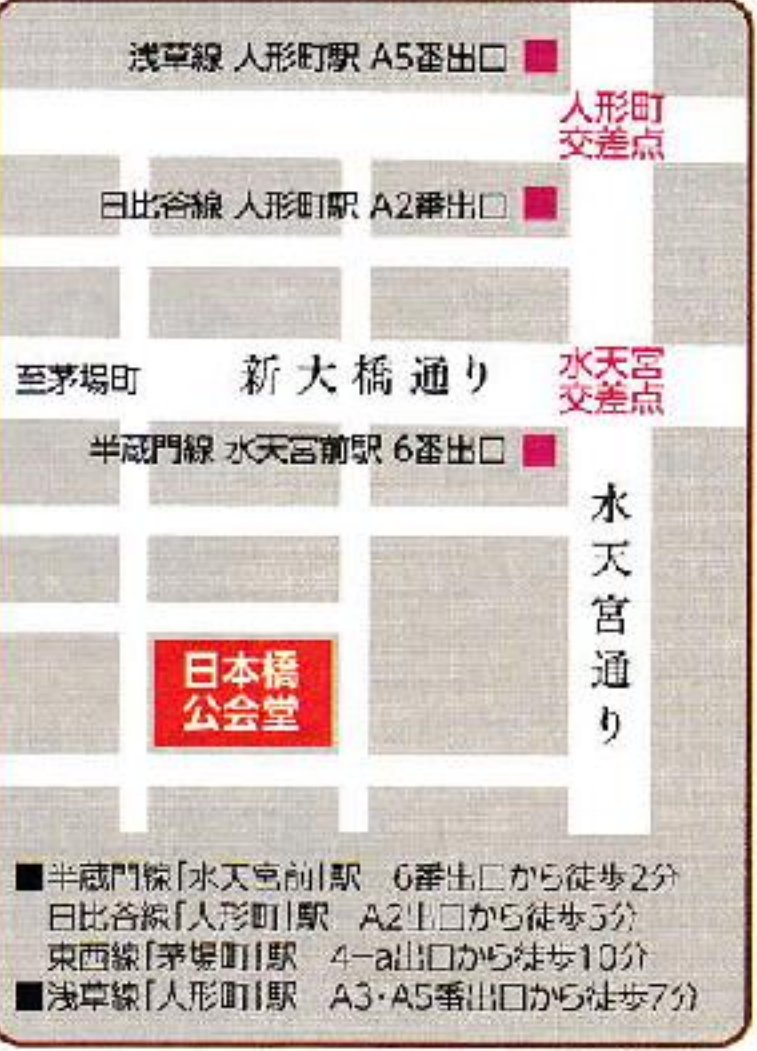 浅草線 人形町駅 A5番出口
人形町
交差点
日比谷線 人形町駅 A2番出口
至茅場町
新大橋通り
水天宮
交差点
半蔵門線 水天宮前駅 6番出口
水天宮通り
日本橋
公会堂
■半蔵門線「水天宮前」駅 6番出口から徒歩2分
日比谷線「人形町」駅 A2出口から徒歩5分
東西線「茅場町」駅 4-a出口から徒歩10分
■浅草線「人形町」駅 A3・A5番出口から徒歩7分